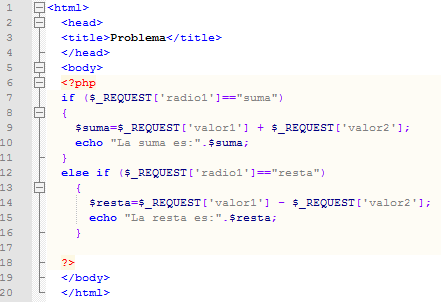 1 <html>
2 <head>
3 <title>Problema</title>
4 </head>
5 <body>
6 <?php
7 if ($_REQUEST['radio1']=="suma")
8 {
9 $suma=$_REQUEST['valor1'] + $_REQUEST['valor2'];
10 echo "La suma es:".$suma;
11 }
12 else if ($_REQUEST['radio1']=="resta")
13 {
14 $resta=$_REQUEST['valor1'] - $_REQUEST['valor2'];
15 echo "La resta es:".$resta;
16 }
17
18 ?>
19 </body>
20 </html>